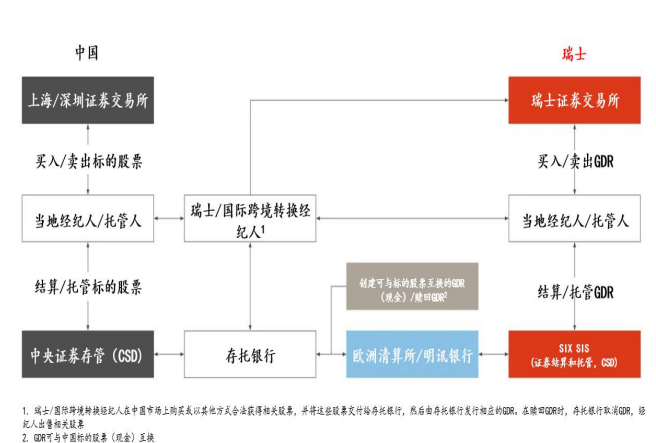 中国
瑞士
上海/深圳证券交易所
瑞士证券交易所
买入/卖出标的股票
买入/卖出GDR
当地经纪人/托管人
瑞士/国际跨境转换经
纪人1
当地经纪人/托管人
结算/托管标的股票
创建可与标的股票互换的GDR
(现金)/赎回GDR2
结算/托管GDR
中央证券存管 (CSD)
存托银行
欧洲清算所/明讯银行
SIX SIS
(证券结算和托管, CSD)
1. 瑞士/国际跨境转换经纪人在中国市场上购买或以其他方式合法获得相关股票, 并将这些股票交付给存托银行, 然后由存托银行发行相应的GDR。在赎回GDR时, 存托银行取消GDR, 经
纪人出售相关股票
2. GDR可与中国标的股票 (现金) 互换